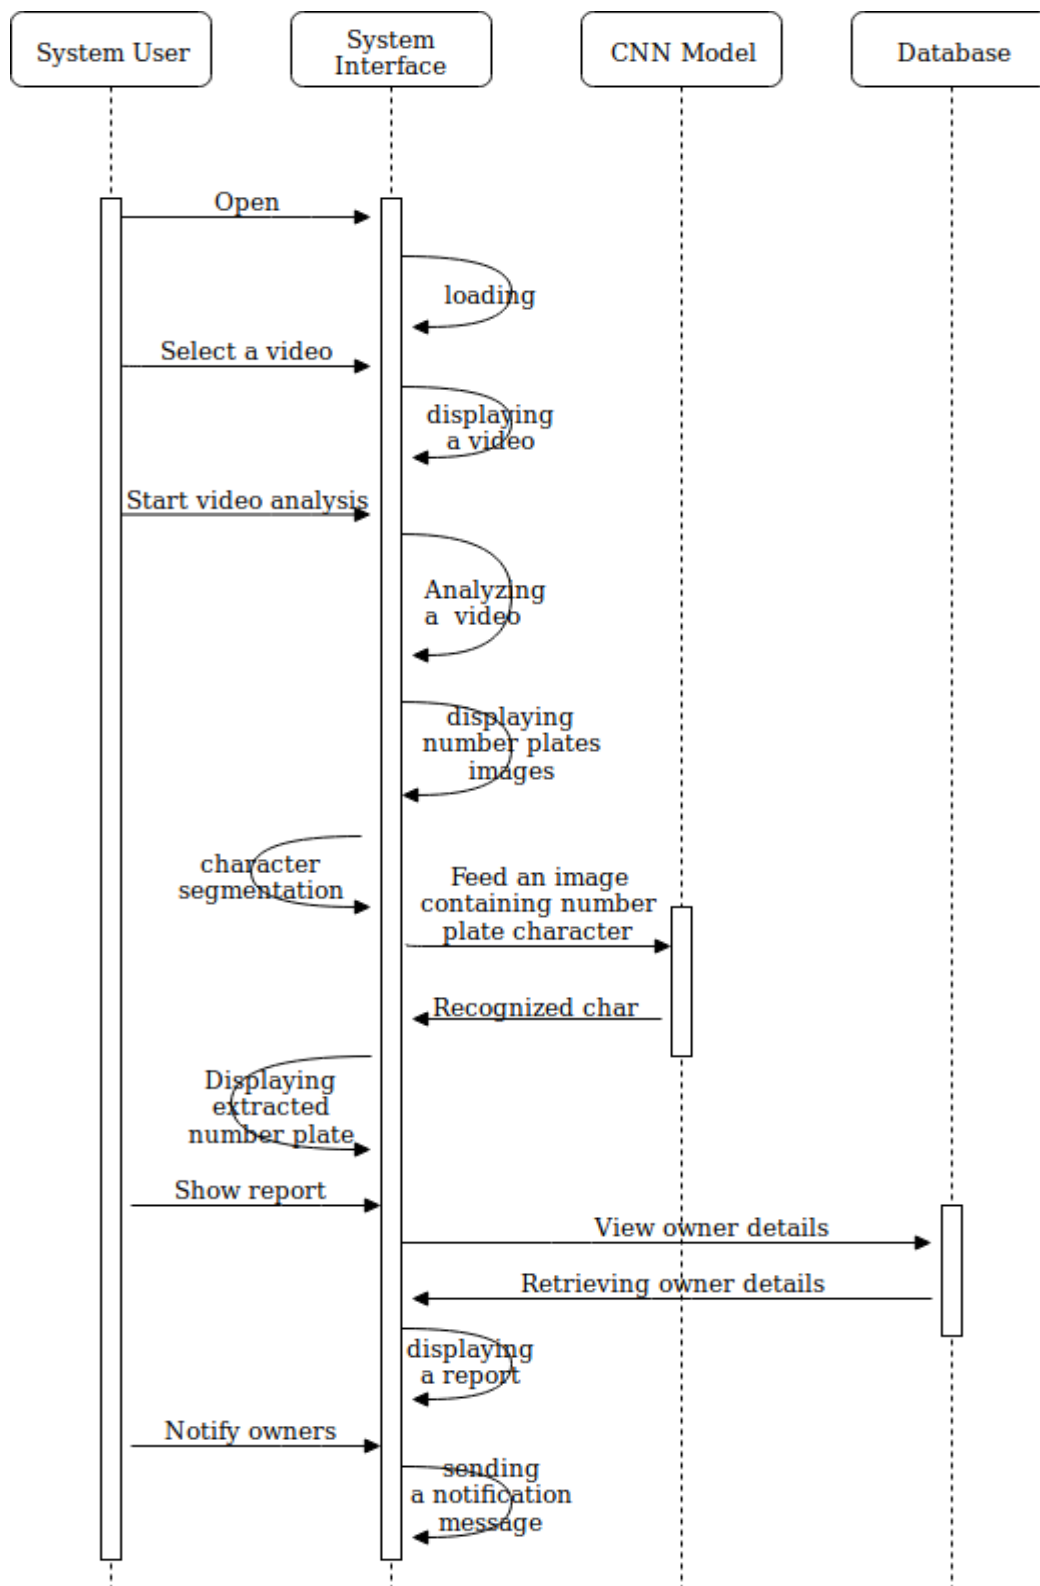 System User
System
Interface
CNN Model
Database
Open
loading
Select a video
displaying
a video
Start video analysis
Analyzing
a video
displaying
number plates
images
character
segmentation
Feed an image
containing number
plate character
Recognized char
Displaying
extracted
number plate
Show report
View owner details
Retrieving owner details
displaying
a report
Notify owners
sending
a notification
message